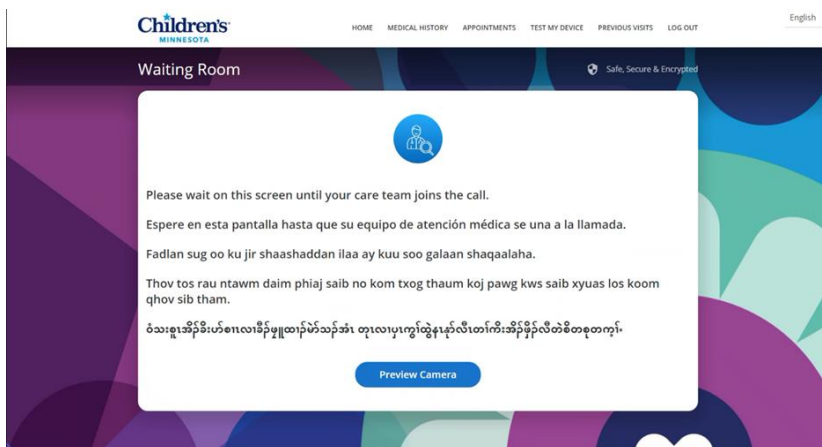 Children's
MINNESOTA
HOME MEDICAL HISTORY APPOINTMENTS TEST MY DEVICE PREVIOUS VISITS LOG OUT
English
Waiting Room
Safe, Secure & Encrypted
Please wait on this screen until your care team joins the call.
Espere en esta pantalla hasta que su equipo de atención médica se una a la llamada.
Fadlan sug oo ku jir shaashaddan ilaa ay kuu soo galaan shaqaalaha.
Thov tos rau ntawm daim phiaj saib no kom txog thaum koj pawg kws saib xyuas los koom
qhov sib tham.
Preview Camera